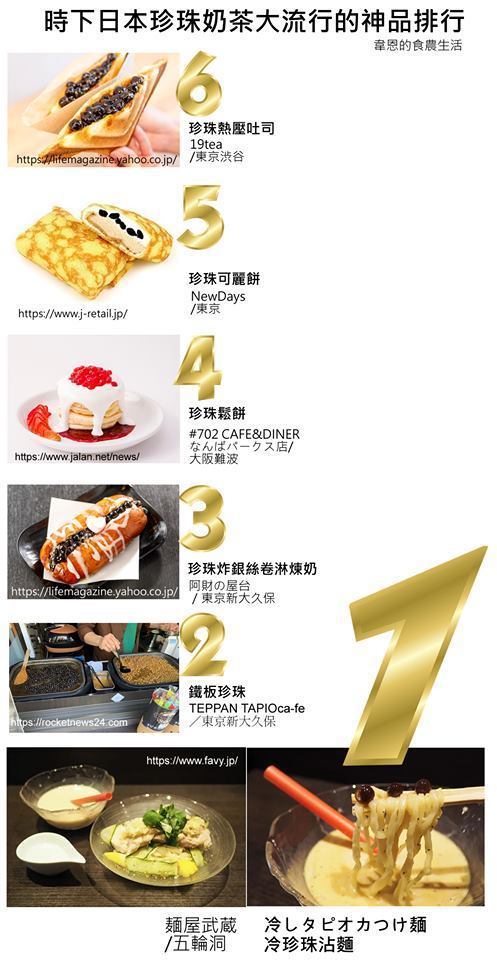 時下日本珍珠奶茶大流行的神品排行
韋恩的食農生活
6
https://lifemagazine.yahoo.co.jp/
珍珠熱壓吐司
19tea
/東京渋谷
5
https://www.j-retail.jp/
珍珠可麗餅
NewDays
/東京
4
https://www.jalan.net/news/
珍珠鬆餅
#702 CAFE&DINER
なんばパークス店/
大阪難波
3
https://lifemagazine.yahoo.co.jp/
珍珠炸銀絲卷淋煉奶
阿財の屋台
/ 東京新大久保
2
https://rocketnews24.com
鐵板珍珠
TEPPAN TAPIOca-fe
／東京新大久保
1
https://www.favy.jp/
麺屋武蔵
/五輪洞
冷しタピオカつけ麺
冷珍珠沾麵